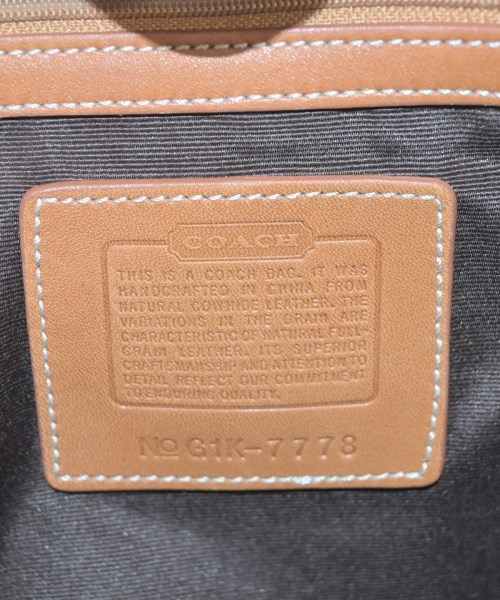 COACH
THIS IS A COACH BAG. IT WAS
HANDCRAFTED IN CHINA FROM
NATURAL COWHIDE LEATHER. THE
VARIATIONS IN THE GRAIN ARE
CHARACTERISTIC OF NATURAL FULL-
GRAIN LEATHER. ITS SUPERIOR
CRAFTSMANSHIP AND ATTENTION TO
DETAIL REFLECT OUR COMMITMENT
TO ENDURING QUALITY.
No G1K-7778